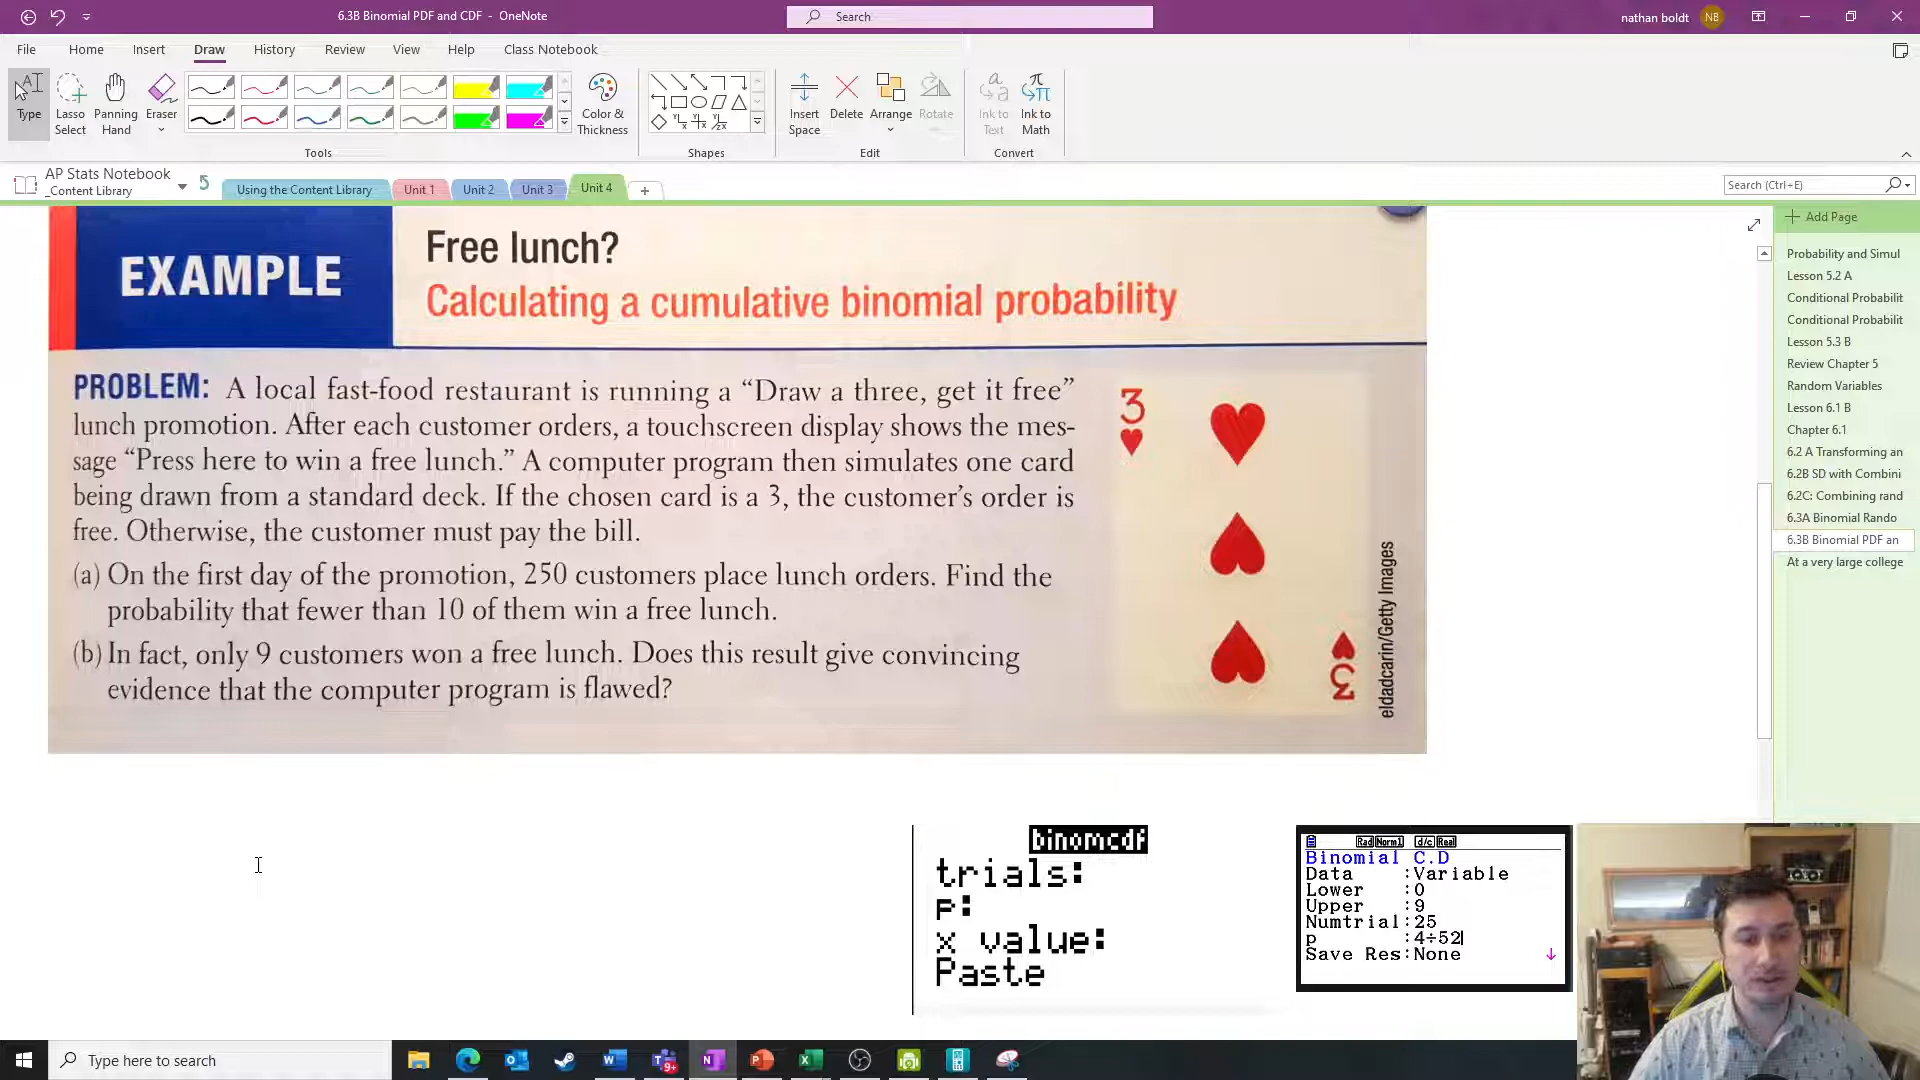 6.3B Binomial PDF and CDF - OneNote
Search
nathan boldt
NB
File
Home
Insert
Draw
History
Review
View
Help
Class Notebook
Type
Lasso
Select
Panning
Hand
Eraser
Color &
Thickness
Insert
Space
Delete
Arrange
Rotate
Ink to
Text
Ink to
Math
Tools
Shapes
Edit
Convert
AP Stats Notebook
_Content Library
Using the Content Library
Unit 1
Unit 2
Unit 3
Unit 4
Search (Ctrl+E)
Add Page
Probability and Simul
Lesson 5.2 A
Conditional Probabilit
Conditional Probabilit
Lesson 5.3 B
Review Chapter 5
Random Variables
Lesson 6.1 B
Chapter 6.1
6.2 A Transforming an
6.2B SD with Combini
6.2C: Combining rand
6.3A Binomial Rando
6.3B Binomial PDF an
At a very large college
EXAMPLE
Free lunch?
Calculating a cumulative binomial probability
PROBLEM: A local fast-food restaurant is running a “Draw a three, get it free”
lunch promotion. After each customer orders, a touchscreen display shows the mes-
sage “Press here to win a free lunch.” A computer program then simulates one card
being drawn from a standard deck. If the chosen card is a 3, the customer’s order is
free. Otherwise, the customer must pay the bill.
(a) On the first day of the promotion, 250 customers place lunch orders. Find the
probability that fewer than 10 of them win a free lunch.
(b) In fact, only 9 customers won a free lunch. Does this result give convincing
evidence that the computer program is flawed?
3
3
eldadcarin/Getty Images
binomcdf
trials:
p:
x value:
Paste
Rad Norm1 d/c Real
Binomial C.D
Data :Variable
Lower :0
Upper :9
Numtrial:25
p :4÷52
Save Res:None
Type here to search
9+